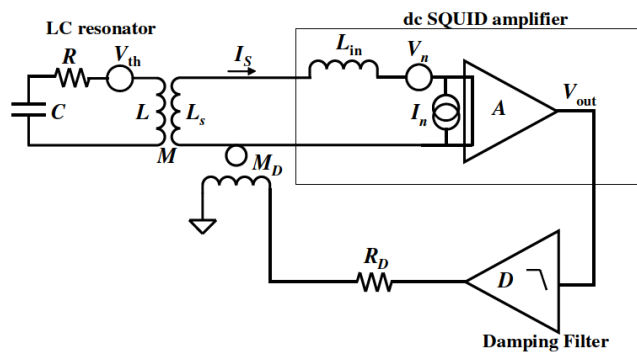 LC resonator
dc SQUID amplifier
R
V_th
I_S
L_in
V_n
C
L
L_s
I_n
A
V_out
M
M_D
R_D
D
Damping Filter